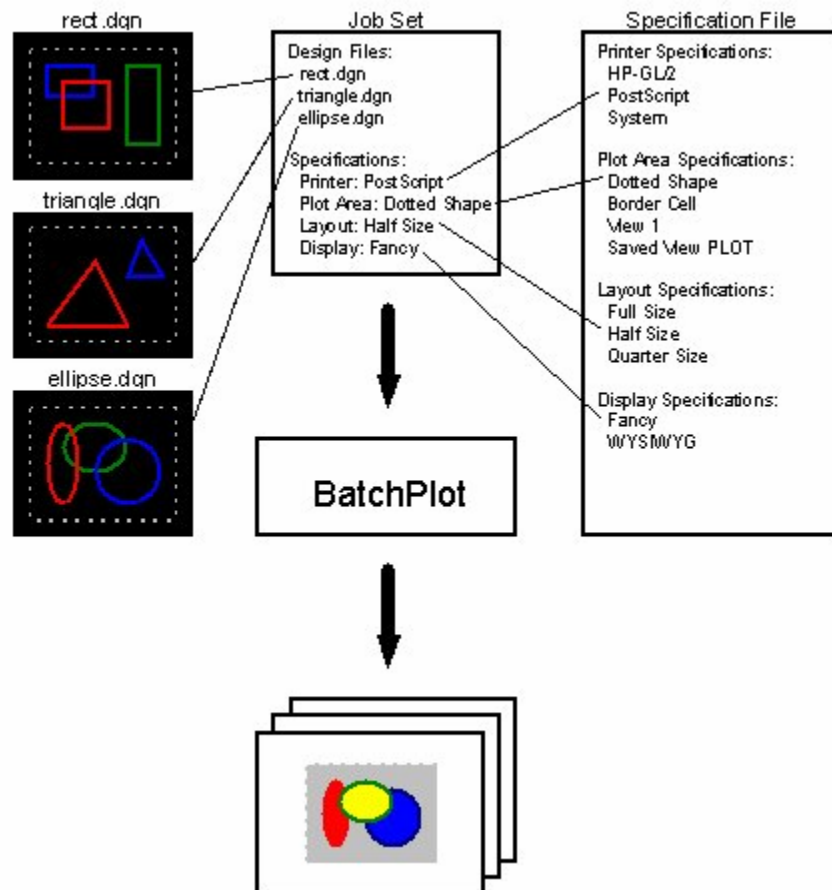 rect.dgn
triangle.dgn
ellipse.dgn
Job Set
Design Files:
rect.dgn
triangle.dgn
ellipse.dgn
Specifications:
Printer: PostScript
Plot Area: Dotted Shape
Layout: Half Size
Display: Fancy
BatchPlot
Specification File
Printer Specifications:
HP-GL/2
PostScript
System
Plot Area Specifications:
Dotted Shape
Border Cell
View 1
Saved View PLOT
Layout Specifications:
Full Size
Half Size
Quarter Size
Display Specifications:
Fancy
WYSIWYG